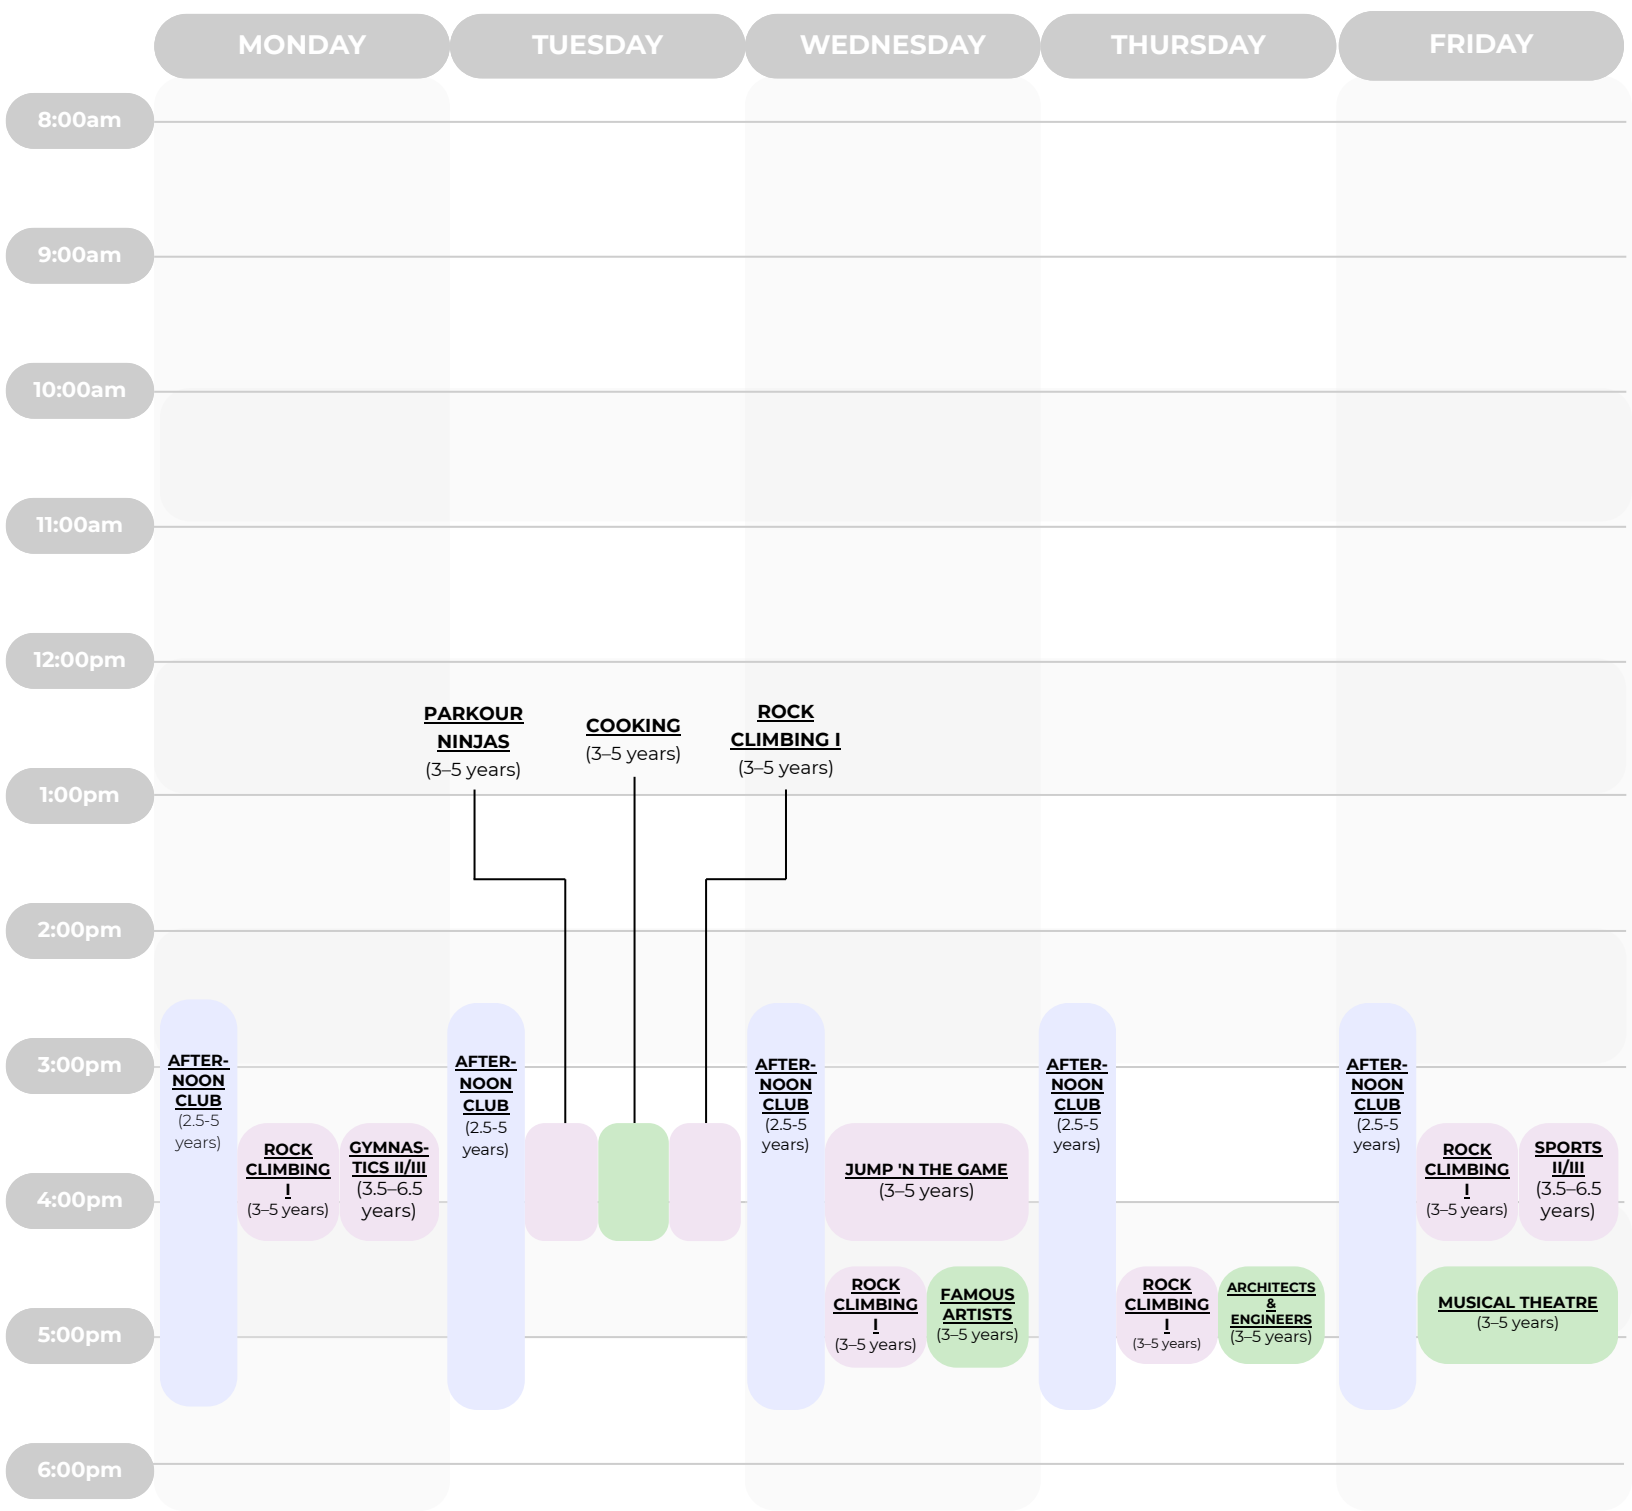 MONDAY
TUESDAY
WEDNESDAY
THURSDAY
FRIDAY
8:00am
9:00am
10:00am
11:00am
12:00pm
PARKOUR
NINJAS
(3–5 years)
COOKING
(3–5 years)
ROCK
CLIMBING I
(3–5 years)
1:00pm
2:00pm
3:00pm
AFTER-
NOON
CLUB
(2.5-5
years)
ROCK
CLIMBING
I
(3–5 years)
GYMNAS-
TICS II/III
(3.5–6.5
years)
AFTER-
NOON
CLUB
(2.5-5
years)
AFTER-
NOON
CLUB
(2.5-5
years)
JUMP 'N THE GAME
(3–5 years)
AFTER-
NOON
CLUB
(2.5-5
years)
AFTER-
NOON
CLUB
(2.5-5
years)
ROCK
CLIMBING
I
(3–5 years)
SPORTS
II/III
(3.5–6.5
years)
4:00pm
ROCK
CLIMBING
I
(3–5 years)
FAMOUS
ARTISTS
(3–5 years)
ROCK
CLIMBING
I
(3–5 years)
ARCHITECTS
&
ENGINEERS
(3–5 years)
MUSICAL THEATRE
(3–5 years)
5:00pm
6:00pm